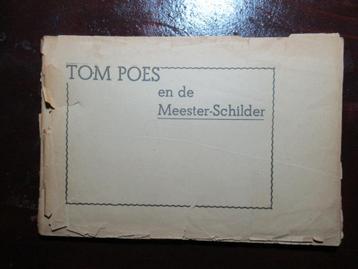 TOM POES
en de
Meester-Schilder